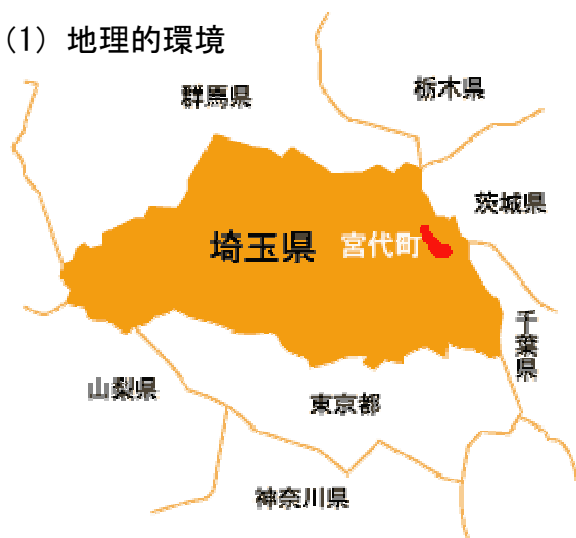 (1) 地理的環境
群馬県
栃木県
茨城県
埼玉県
宮代町
千葉県
山梨県
東京都
神奈川県